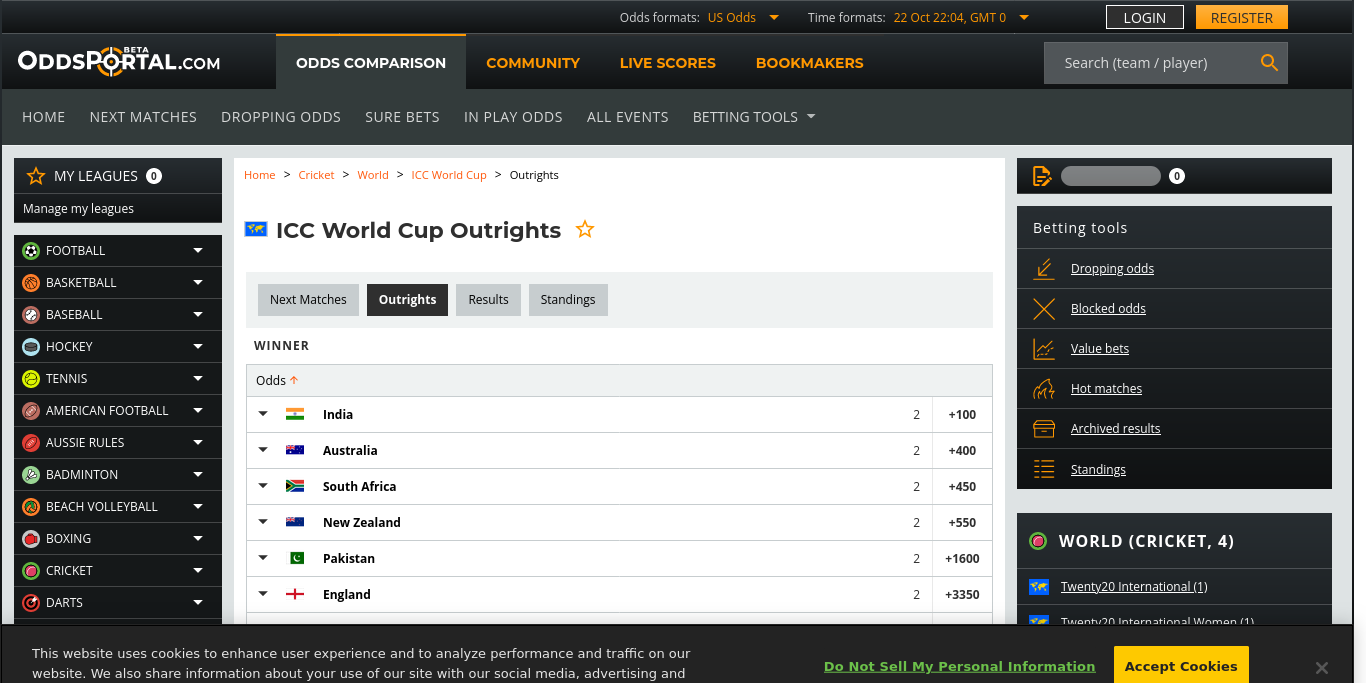 Odds formats: US Odds
Time formats: 22 Oct 22:04, GMT 0
LOGIN
REGISTER
ODDSPORTAL.COM
BETA
ODDS COMPARISON
COMMUNITY
LIVE SCORES
BOOKMAKERS
Search (team / player)
HOME
NEXT MATCHES
DROPPING ODDS
SURE BETS
IN PLAY ODDS
ALL EVENTS
BETTING TOOLS
MY LEAGUES 0
Manage my leagues
FOOTBALL
BASKETBALL
BASEBALL
HOCKEY
TENNIS
AMERICAN FOOTBALL
AUSSIE RULES
BADMINTON
BEACH VOLLEYBALL
BOXING
CRICKET
DARTS
Home > Cricket > World > ICC World Cup > Outrights
ICC World Cup Outrights
Next Matches
Outrights
Results
Standings
WINNER
Odds
India 2 +100
Australia 2 +400
South Africa 2 +450
New Zealand 2 +550
Pakistan 2 +1600
England 2 +3350
0
Betting tools
Dropping odds
Blocked odds
Value bets
Hot matches
Archived results
Standings
WORLD (CRICKET, 4)
Twenty20 International (1)
Twenty20 International Women (1)
This website uses cookies to enhance user experience and to analyze performance and traffic on our
website. We also share information about your use of our site with our social media, advertising and
Do Not Sell My Personal Information
Accept Cookies